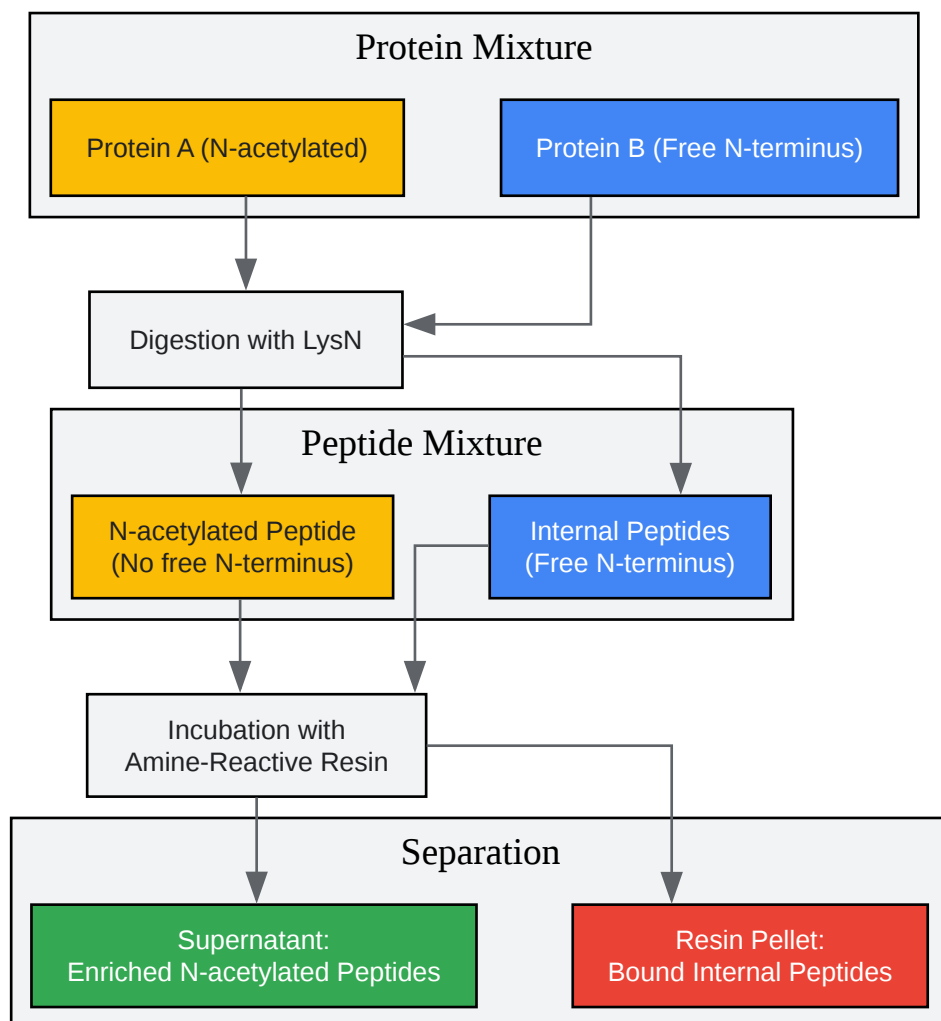 Protein Mixture
Protein A (N-acetylated)
Protein B (Free N-terminus)
Digestion with LysN
Peptide Mixture
N-acetylated Peptide
(No free N-terminus)
Internal Peptides
(Free N-terminus)
Incubation with
Amine-Reactive Resin
Separation
Supernatant:
Enriched N-acetylated Peptides
Resin Pellet:
Bound Internal Peptides